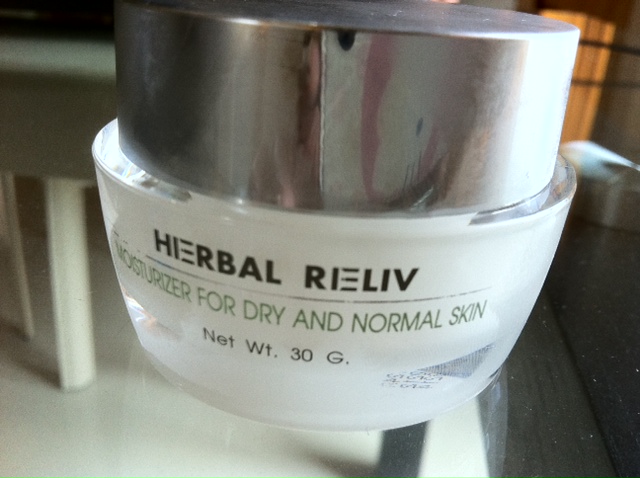 HERBAL RELIV
MOISTURIZER FOR DRY AND NORMAL SKIN
Net Wt. 30 G.